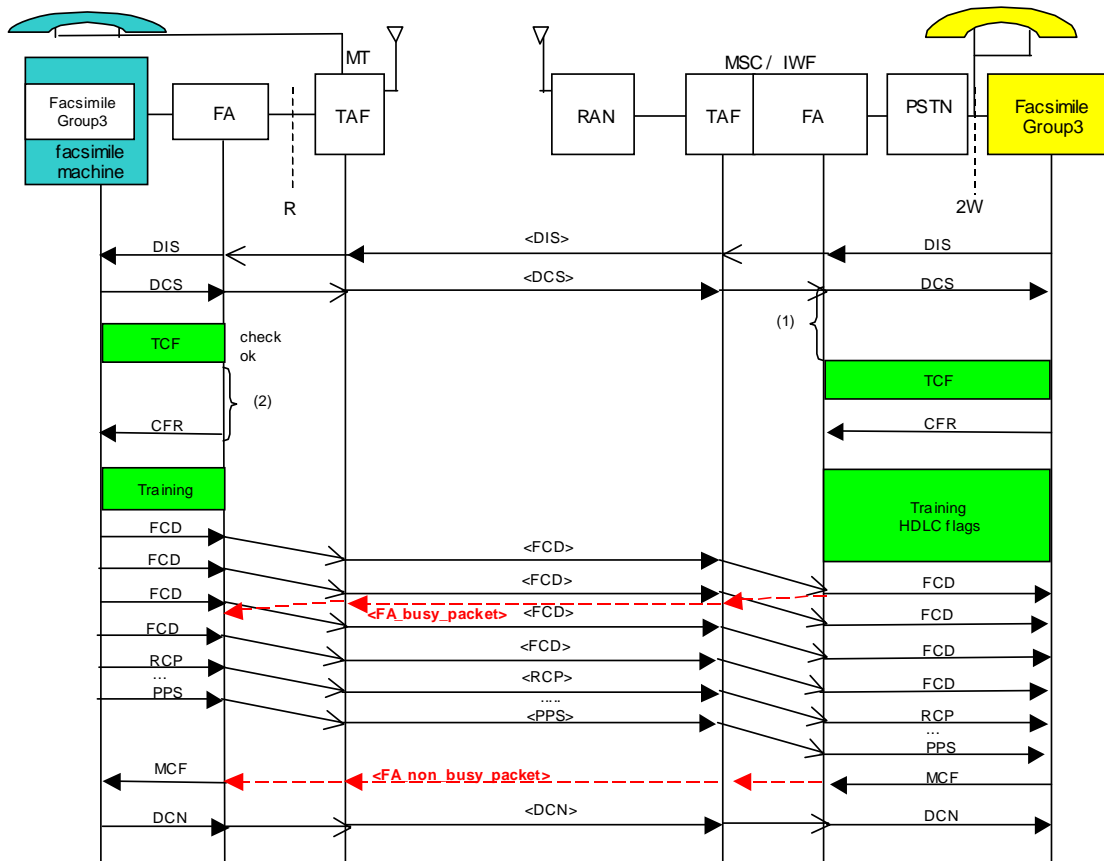 MT
MSC / IWF
Facsimile
Group3
facsimile
machine
FA
TAF
RAN
TAF
FA
PSTN
Facsimile
Group3
R
2W
DIS
<DIS>
DIS
DCS
<DCS>
DCS
(1)
TCF
check
ok
TCF
(2)
CFR
CFR
Training
Training
HDLC flags
FCD
<FCD>
FCD
<FCD>
FCD
FCD
<FA_busy_packet>
<FCD>
FCD
FCD
<FCD>
FCD
RCP
<RCP>
FCD
...
.....
PPS
<PPS>
RCP
...
PPS
MCF
<FA_non_busy_packet>
MCF
DCN
<DCN>
DCN